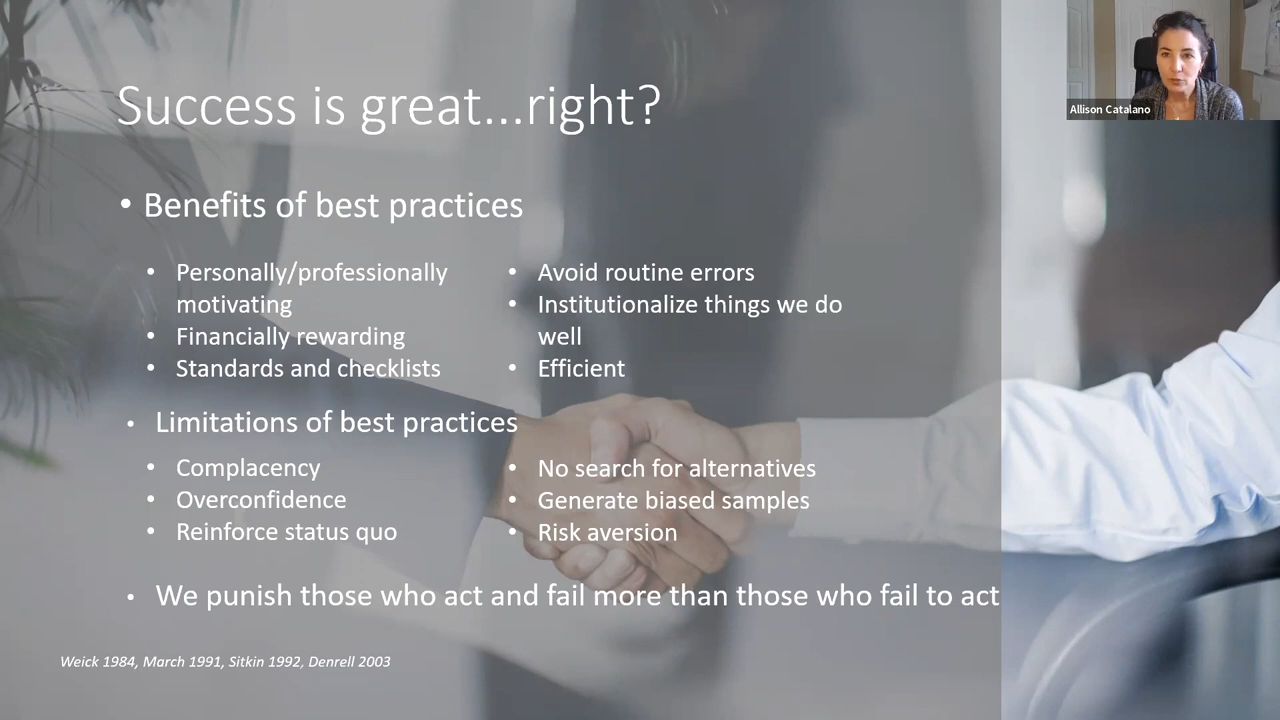 Success is great...right?
• Benefits of best practices
• Personally/professionally
motivating
• Financially rewarding
• Standards and checklists
• Avoid routine errors
• Institutionalize things we do
well
• Efficient
• Limitations of best practices
• Complacency
• Overconfidence
• Reinforce status quo
• No search for alternatives
• Generate biased samples
• Risk aversion
• We punish those who act and fail more than those who fail to act
Weick 1984, March 1991, Sitkin 1992, Denrell 2003
Allison Catalano